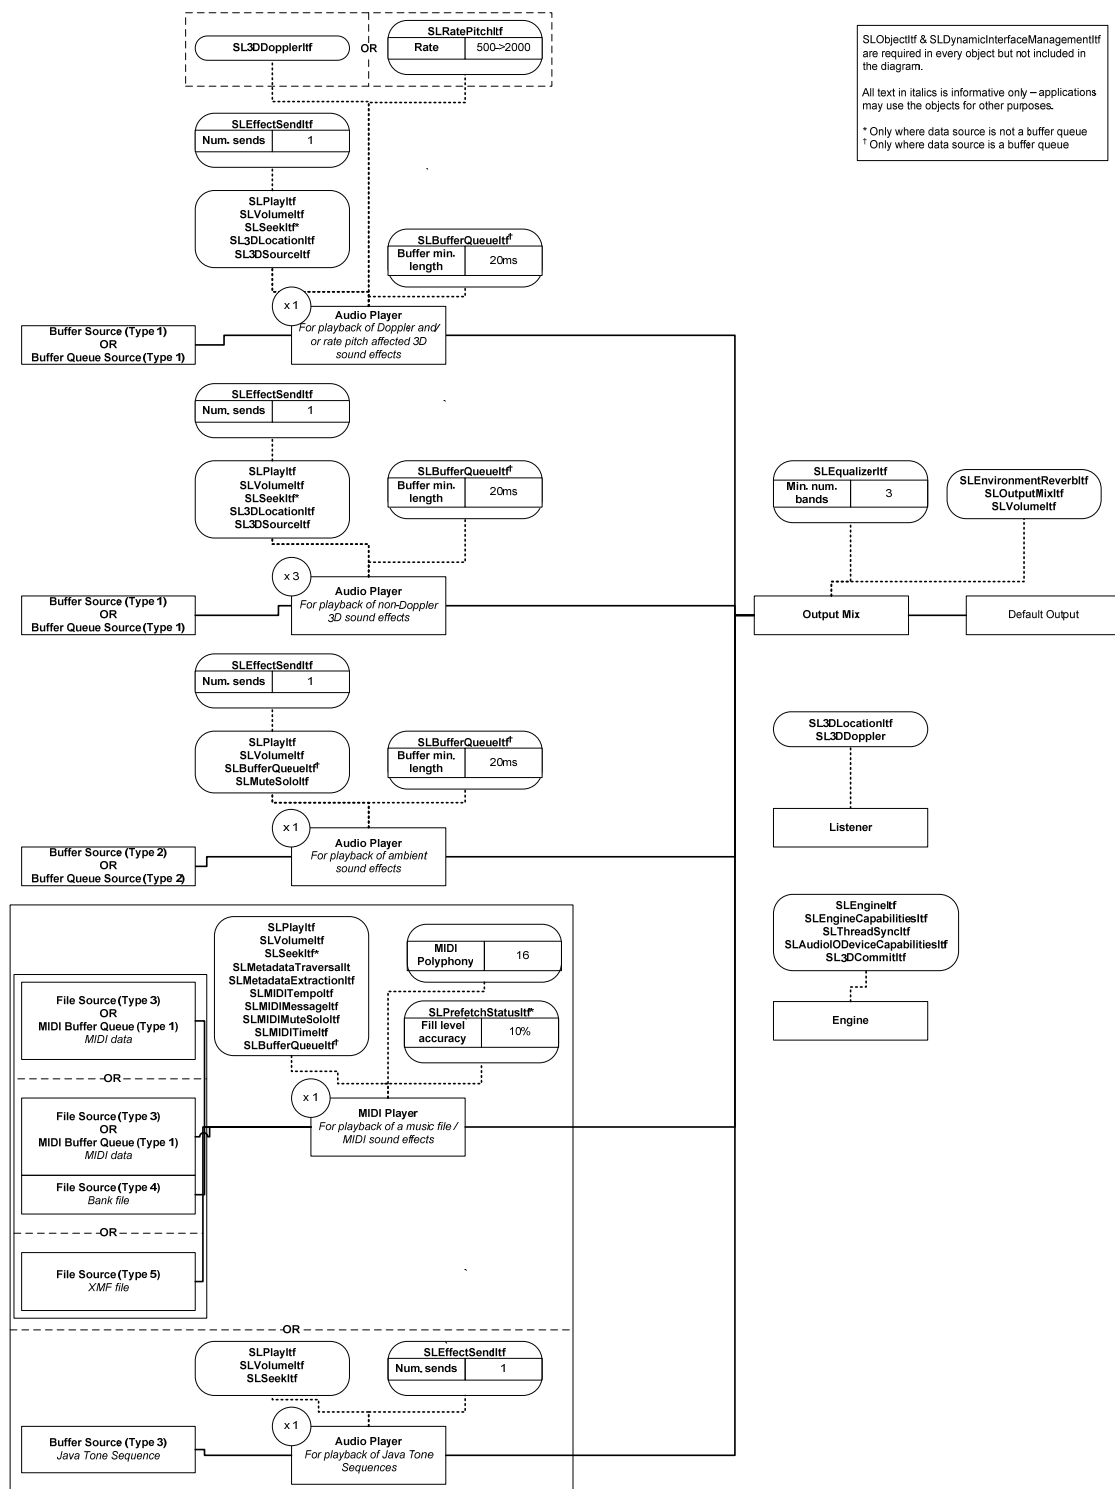 SL3DDopplerItf
OR
SLRatePitchItf
Rate 500->2000
SLObjectItf & SLDynamicInterfaceManagementItf
are required in every object but not included in
the diagram.
All text in italics is informative only – applications
may use the objects for other purposes.
* Only where data source is not a buffer queue
† Only where data source is a buffer queue
SLEffectSendItf
Num. sends 1
SLPlayItf
SLVolumeItf
SLSeekItf*
SL3DLocationItf
SL3DSourceItf
SLBufferQueueItf†
Buffer min.
length
20ms
x 1
Audio Player
For playback of Doppler and/
or rate pitch affected 3D
sound effects
Buffer Source (Type 1)
OR
Buffer Queue Source (Type 1)
SLEffectSendItf
Num. sends 1
SLPlayItf
SLVolumeItf
SLSeekItf*
SL3DLocationItf
SL3DSourceItf
SLBufferQueueItf†
Buffer min.
length
20ms
x 3
Audio Player
For playback of non-Doppler
3D sound effects
Buffer Source (Type 1)
OR
Buffer Queue Source (Type 1)
SLEqualizerItf
Min. num.
bands
3
SLEnvironmentReverbItf
SLOutputMixItf
SLVolumeItf
Output Mix
Default Output
SLEffectSendItf
Num. sends 1
SLPlayItf
SLVolumeItf
SLBufferQueueItf†
SLMuteSoloItf
SLBufferQueueItf†
Buffer min.
length
20ms
x 1
Audio Player
For playback of ambient
sound effects
Buffer Source (Type 2)
OR
Buffer Queue Source (Type 2)
SL3DLocationItf
SL3DDoppler
Listener
SLEngineItf
SLEngineCapabilitiesItf
SLThreadSyncItf
SLAudioIODeviceCapabilitiesItf
SL3DCommitItf
Engine
SLPlayItf
SLVolumeItf
SLSeekItf*
SLMetadataTraversalIt
SLMetadataExtractionItf
SLMIDITempoItf
SLMIDIMessageItf
SLMIDIMuteSoloItf
SLMIDITimeItf
SLBufferQueueItf†
MIDI
Polyphony
16
SLPrefetchStatusItf*
Fill level
accuracy
10%
x 1
MIDI Player
For playback of a music file /
MIDI sound effects
File Source (Type 3)
OR
MIDI Buffer Queue (Type 1)
MIDI data
OR
File Source (Type 3)
OR
MIDI Buffer Queue (Type 1)
MIDI data
File Source (Type 4)
Bank file
OR
File Source (Type 5)
XMF file
OR
SLPlayItf
SLVolumeItf
SLSeekItf
SLEffectSendItf
Num. sends 1
x 1
Audio Player
For playback of Java Tone
Sequences
Buffer Source (Type 3)
Java Tone Sequence